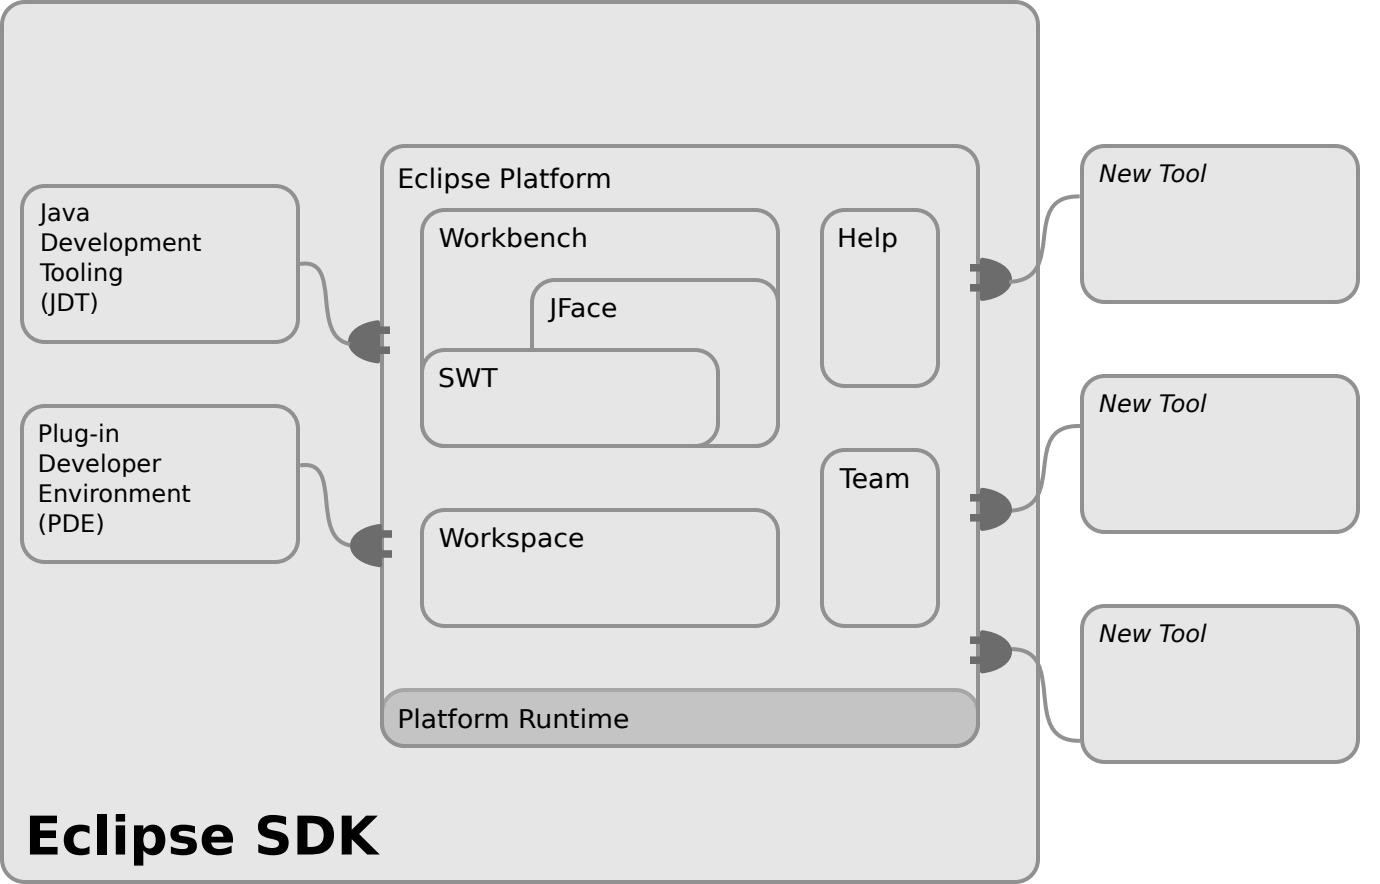 Java
Development
Tooling
(JDT)
Plug-in
Developer
Environment
(PDE)
Eclipse Platform
Workbench
JFace
SWT
Workspace
Help
Team
Platform Runtime
New Tool
New Tool
New Tool
Eclipse SDK